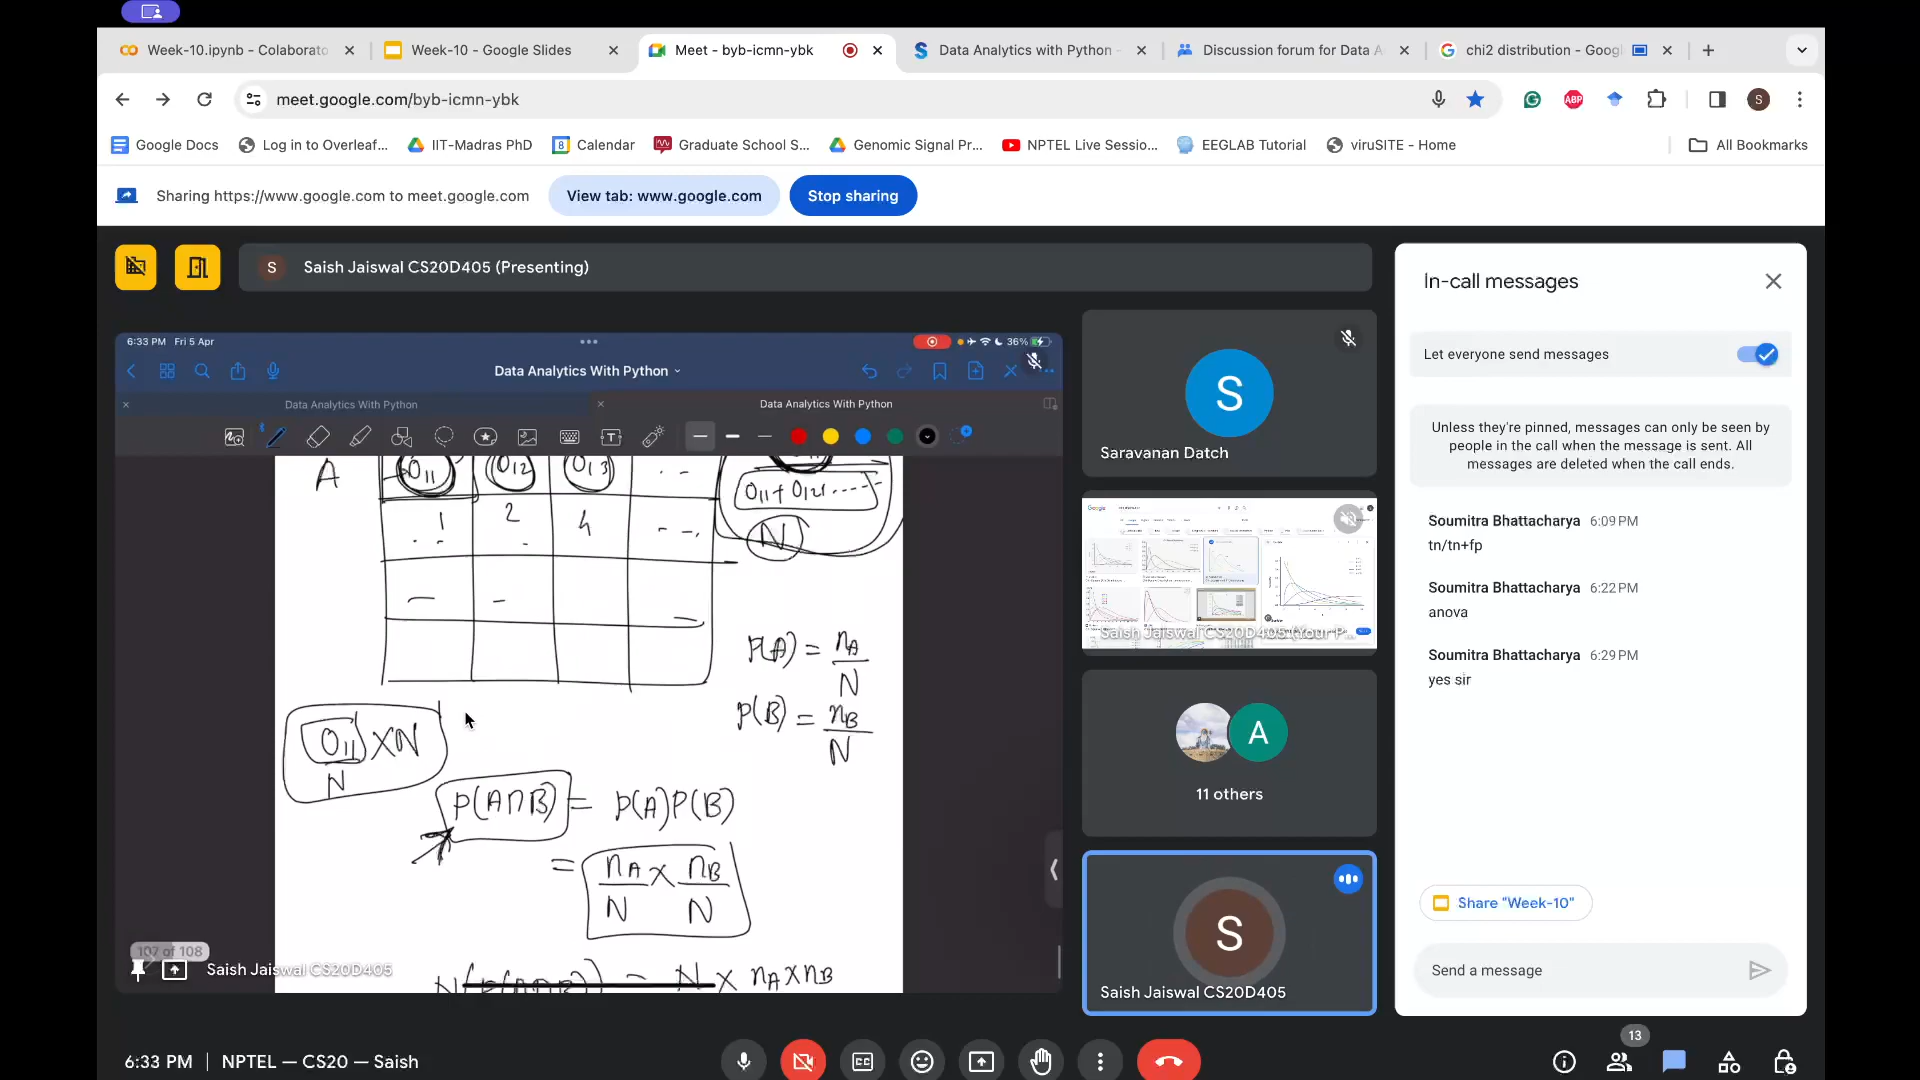 Week-10.ipynb - Colaborato
Week-10 - Google Slides
Meet - byb-icmn-ybk
Data Analytics with Python -
Discussion forum for Data A
chi2 distribution - Googl
meet.google.com/byb-icmn-ybk
ABP
S
Google Docs
Log in to Overleaf...
IIT-Madras PhD
8
Calendar
Graduate School S...
Genomic Signal Pr...
NPTEL Live Sessio...
EEGLAB Tutorial
viruSITE - Home
All Bookmarks
Sharing https://www.google.com to meet.google.com
View tab: www.google.com
Stop sharing
S
Saish Jaiswal CS20D405 (Presenting)
6:33 PM Fri 5 Apr
36%
Data Analytics With Python
Data Analytics With Python
Data Analytics With Python
A O11 O12 O13 . -
O11 + O12+ ----
N
! 2 4 - -.
P(A) = nA
N
P(B) = nB
N
O11 X N
N
P(A∩B) = P(A)P(B)
= nA X nB
N N
N(P(A∩B)) = N X nA X nB
107 of 108
Saish Jaiswal CS20D405
S
Saravanan Datch
Google
Saish Jaiswal CS20D405 (Your P...
A
11 others
S
Saish Jaiswal CS20D405
In-call messages
Let everyone send messages
Unless they're pinned, messages can only be seen by
people in the call when the message is sent. All
messages are deleted when the call ends.
Soumitra Bhattacharya 6:09 PM
tn/tn+fp
Soumitra Bhattacharya 6:22 PM
anova
Soumitra Bhattacharya 6:29 PM
yes sir
Share "Week-10"
Send a message
6:33 PM | NPTEL — CS20 — Saish
13